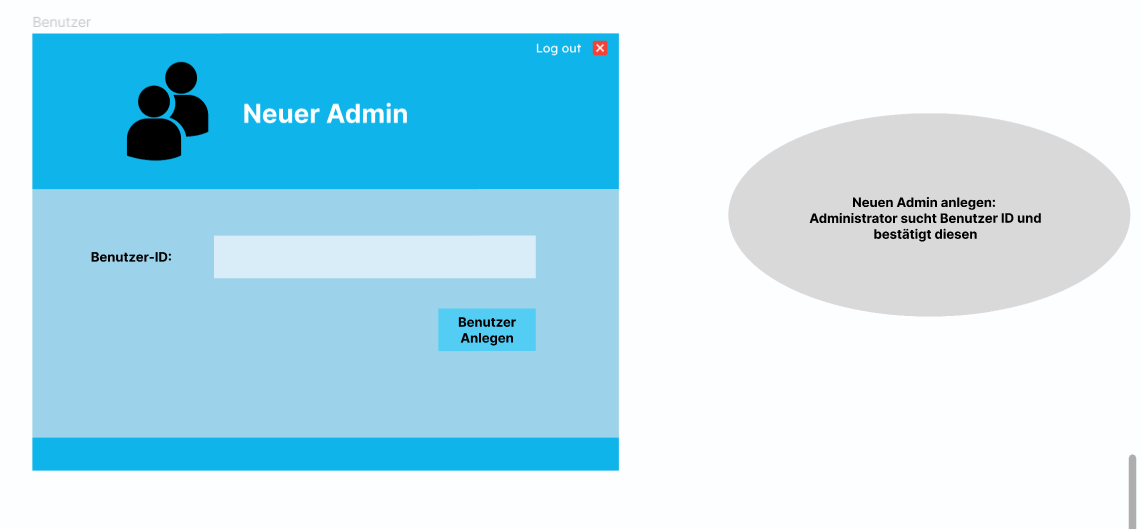 Benutzer
Log out
Neuer Admin
Benutzer-ID:
Benutzer
Anlegen
Neuen Admin anlegen:
Administrator sucht Benutzer ID und
bestätigt diesen